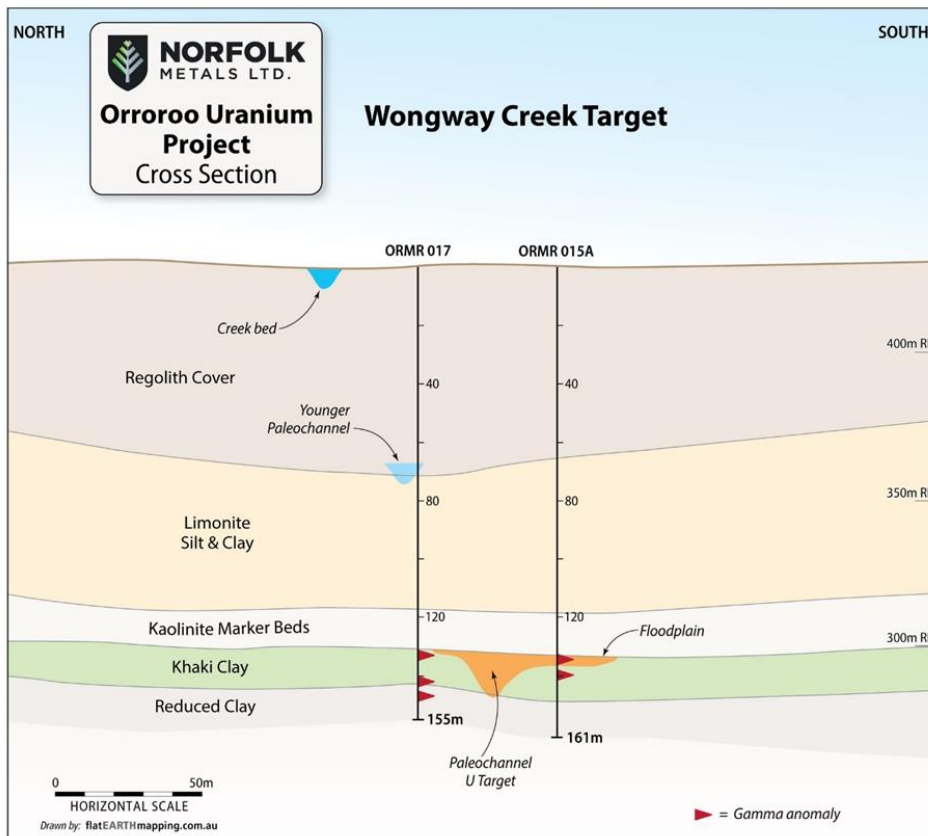 NORTH
SOUTH
NORFOLK
METALS LTD.
Orroroo Uranium
Project
Cross Section
Wongway Creek Target
ORMR 017
ORMR 015A
Creek bed
400m R
Regolith Cover
40
40
Younger
Paleochannel
80
80
350m R
Limonite
Silt & Clay
120
120
Kaolinite Marker Beds
Floodplain
300m R
Khaki Clay
Reduced Clay
155m
161m
Paleochannel
U Target
0
50m
HORIZONTAL SCALE
Drawn by: flatEARTHmapping.com.au
= Gamma anomaly